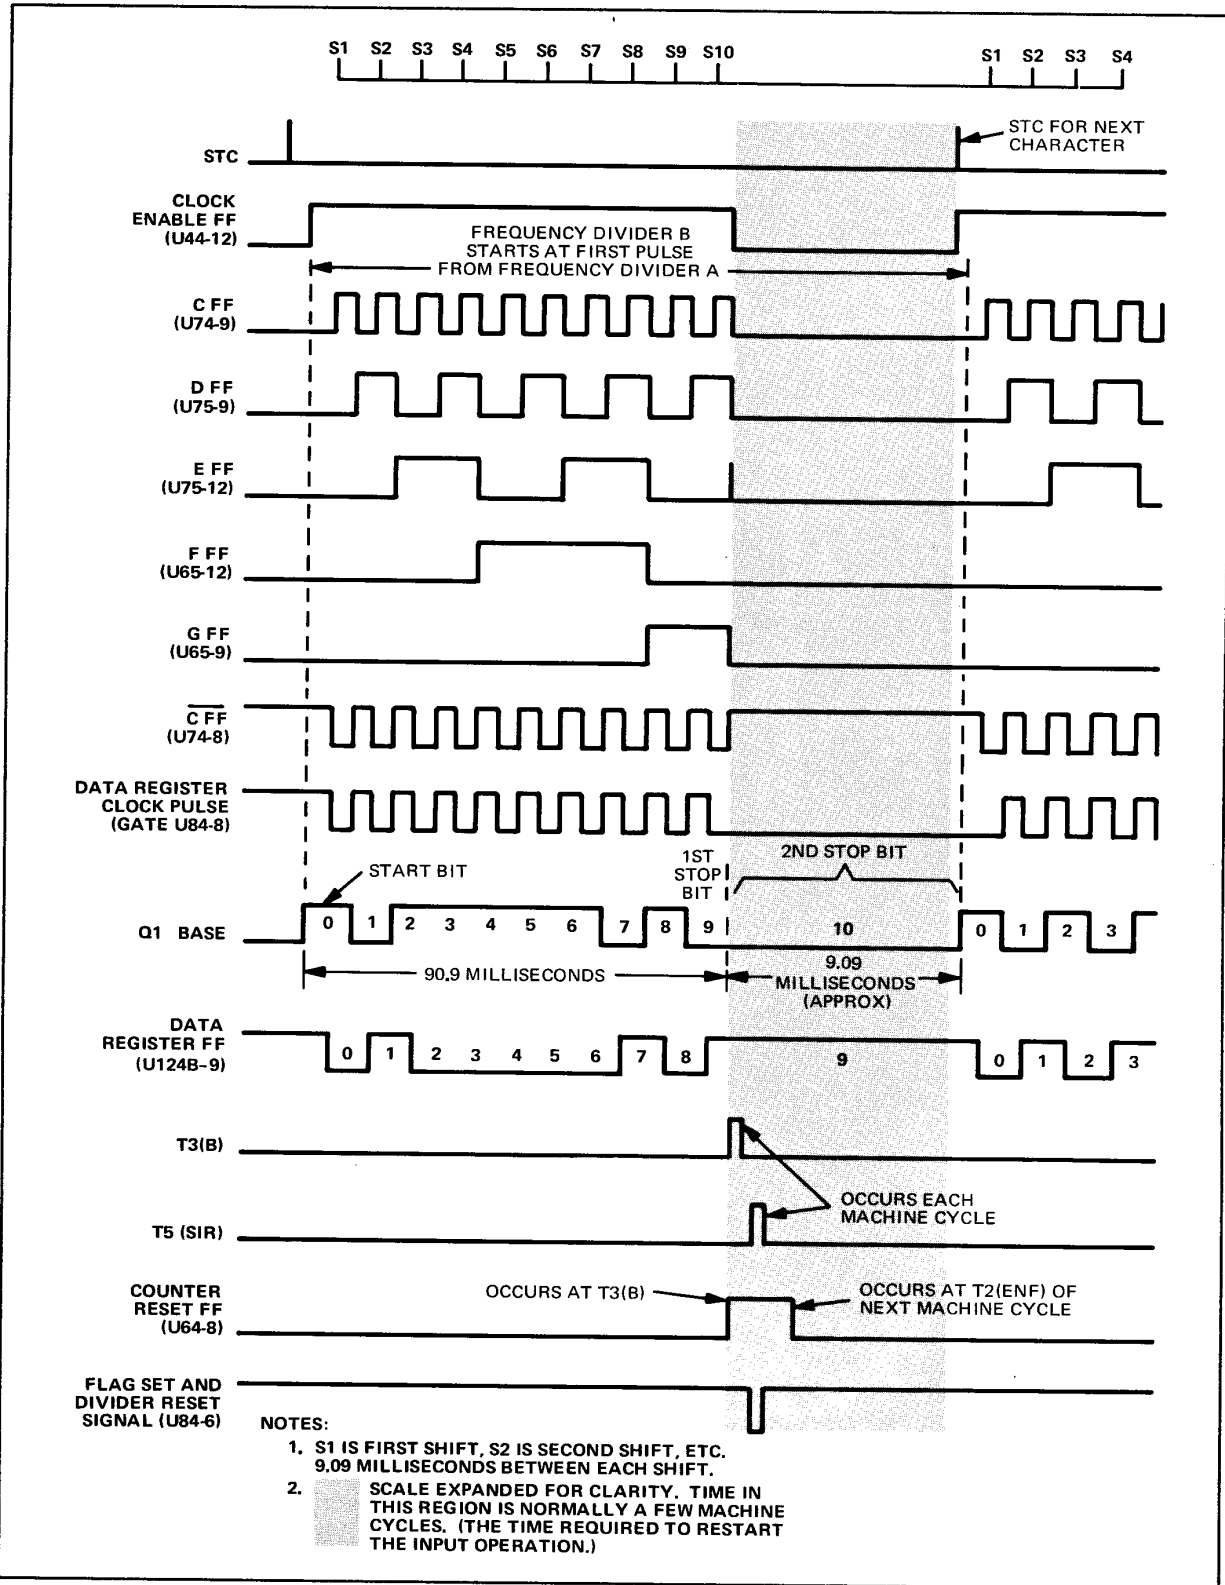 S1 S2 S3 S4 S5 S6 S7 S8 S9 S10 S1 S2 S3 S4
STC
STC FOR NEXT
CHARACTER
CLOCK
ENABLE FF
(U44-12)
FREQUENCY DIVIDER B
STARTS AT FIRST PULSE
FROM FREQUENCY DIVIDER A
C FF
(U74-9)
D FF
(U75-9)
E FF
(U75-12)
F FF
(U65-12)
G FF
(U65-9)
C FF
(U74-8)
DATA REGISTER
CLOCK PULSE
(GATE U84-8)
START BIT
1ST
STOP
BIT
2ND STOP BIT
Q1 BASE
0 1 2 3 4 5 6 7 8 9 10 0 1 2 3
90.9 MILLISECONDS
9.09
MILLISECONDS
(APPROX)
DATA
REGISTER FF
(U124B-9)
0 1 2 3 4 5 6 7 8 9 0 1 2 3
T3(B)
OCCURS EACH
MACHINE CYCLE
T5 (SIR)
COUNTER
RESET FF
(U64-8)
OCCURS AT T3(B)
OCCURS AT T2(ENF) OF
NEXT MACHINE CYCLE
FLAG SET AND
DIVIDER RESET
SIGNAL (U84-6)
NOTES:
1. S1 IS FIRST SHIFT, S2 IS SECOND SHIFT, ETC.
9.09 MILLISECONDS BETWEEN EACH SHIFT.
2. SCALE EXPANDED FOR CLARITY. TIME IN
THIS REGION IS NORMALLY A FEW MACHINE
CYCLES. (THE TIME REQUIRED TO RESTART
THE INPUT OPERATION.)